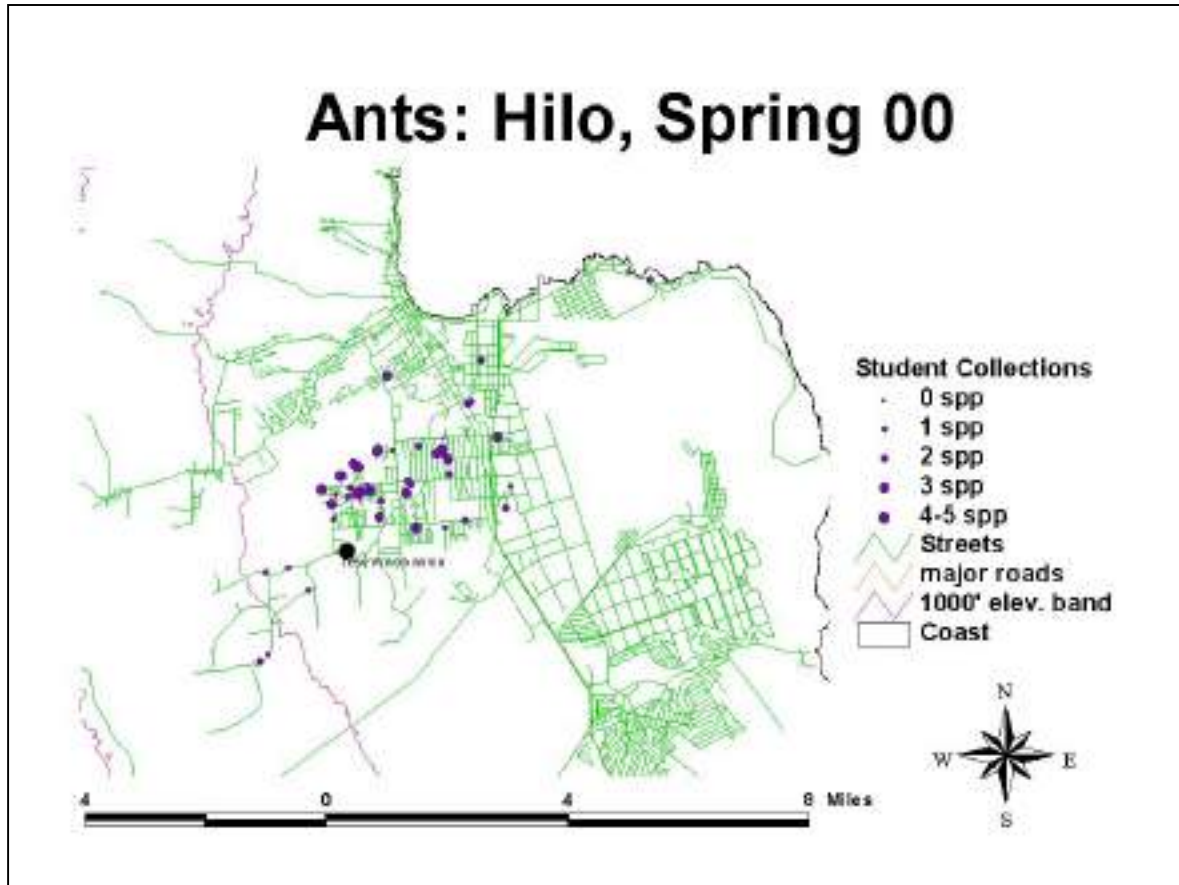 Ants: Hilo, Spring 00
Student Collections
0 spp
1 spp
2 spp
3 spp
4-5 spp
Streets
major roads
1000' elev. band
Coast
N
W E
S
4 0 4 8 Miles